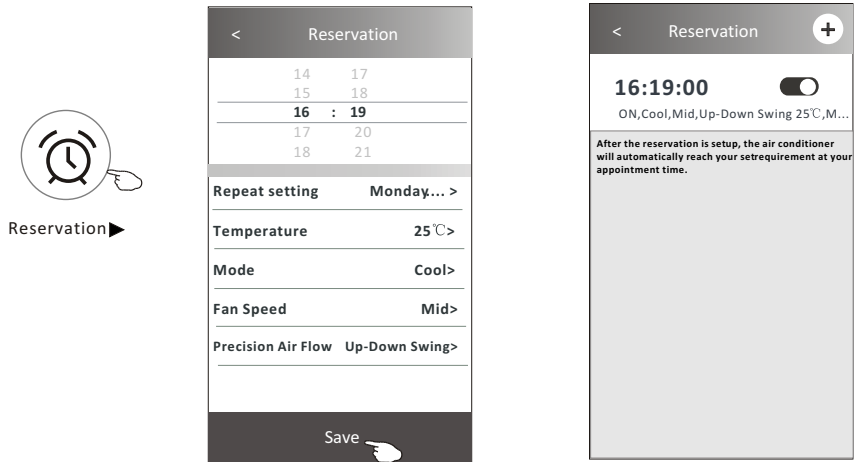 Reservation▶
< Reservation
14 17
15 18
16 : 19
17 20
18 21
Repeat setting Monday.... >
Temperature 25℃>
Mode Cool>
Fan Speed Mid>
Precision Air Flow Up-Down Swing>
Save
< Reservation +
16:19:00
ON,Cool,Mid,Up-Down Swing 25℃,M...
After the reservation is setup, the air conditioner
will automatically reach your setrequirement at your
appointment time.